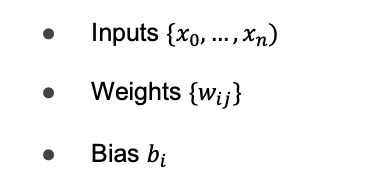 • Inputs {x₀, … , xₙ)
• Weights {wᵢⱼ}
• Bias bᵢ